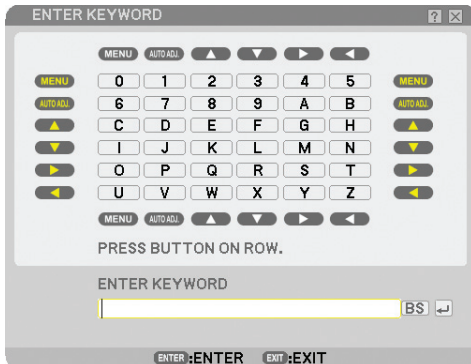 ENTER KEYWORD ? X
MENU AUTO ADJ.
MENU 0 1 2 3 4 5 MENU
AUTO ADJ. 6 7 8 9 A B AUTO ADJ.
C D E F G H
I J K L M N
O P Q R S T
U V W X Y Z
MENU AUTO ADJ.
PRESS BUTTON ON ROW.
ENTER KEYWORD
BS
ENTER :ENTER EXIT :EXIT